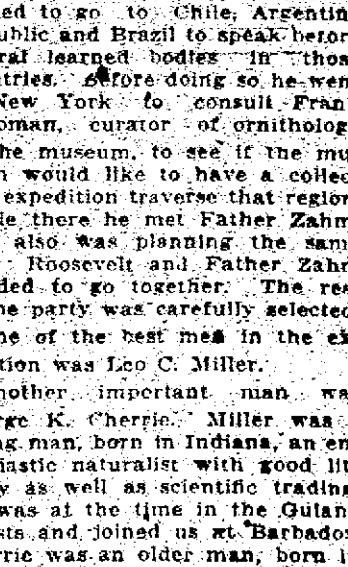 ed to go to Chile, Argentin
ublic and Brazil to speak befor
ral learned bodies in thos
tries. Before doing so he wen
New York to consult Fran
oman, curator of ornitholog
he museum, to see if the mu
n would like to have a collec
expedition traverse that region
le there he met Father Zahm
also was planning the sam
Roosevelt and Father Zahr
ded to go together. The res
he party was carefully selected
ne of the best men in the ex
tion was Leo C. Miller.
nother important man wa
rge K. Cherrie. Miller was
ng man, born in Indiana, an en
iastic naturalist with good lit
y as well as scientific trading
was at the time in the Guian
sts and joined us at Barbados
rrie was an older man, born i